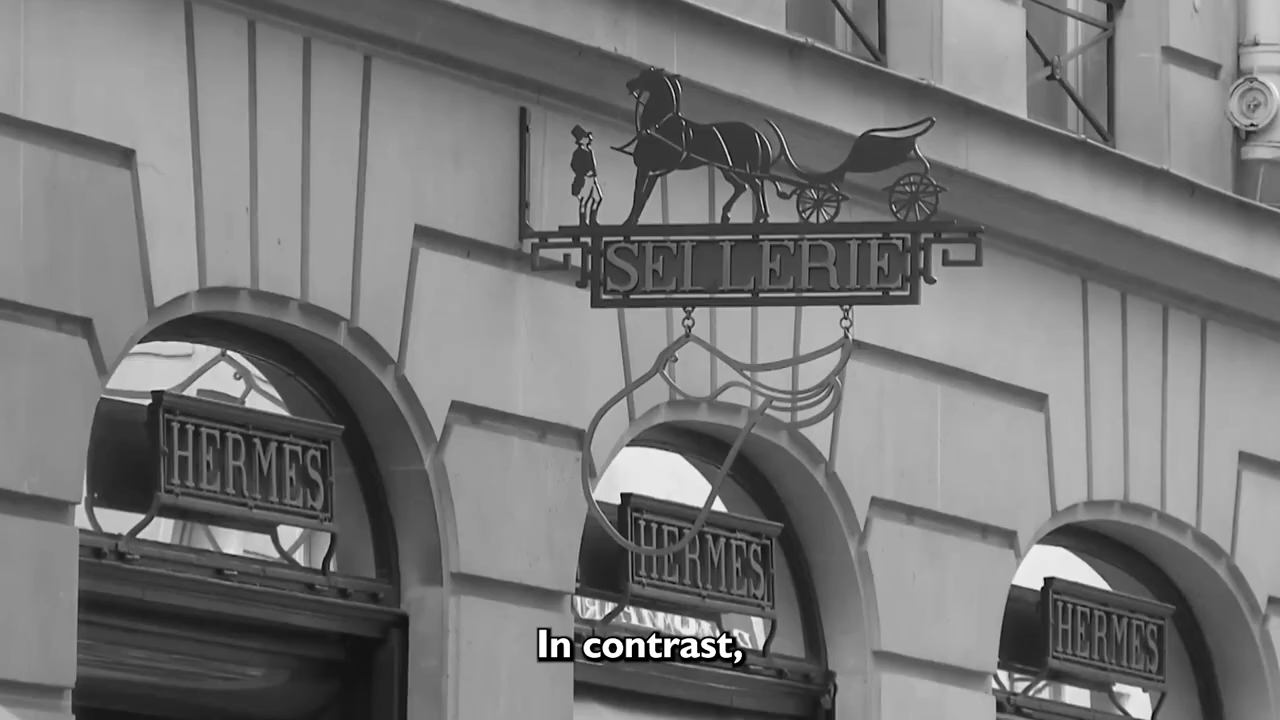 SELLERIE
HERMES
HERMES
HERMES
In contrast,